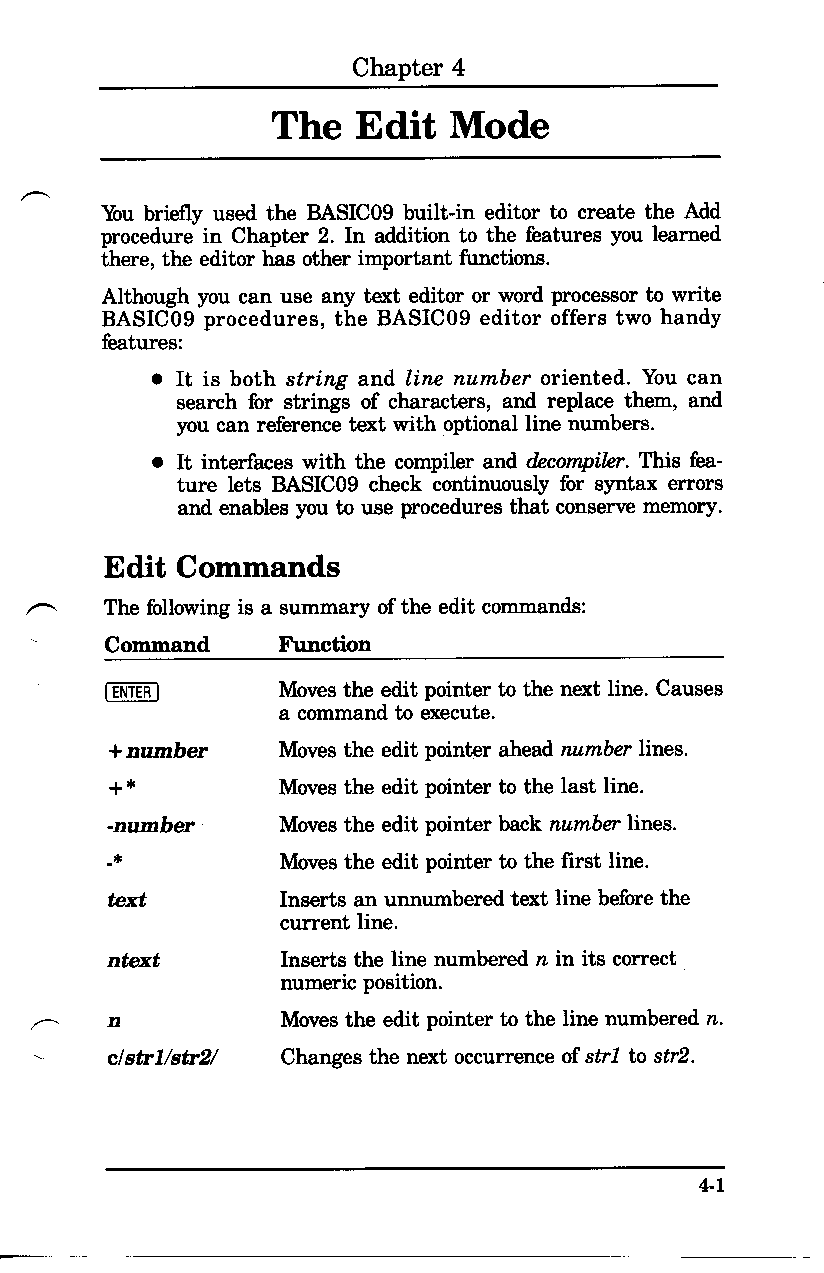 Chapter 4
The Edit Mode
You briefly used the BASIC09 built-in editor to create the Add
procedure in Chapter 2. In addition to the features you learned
there, the editor has other important functions.
Although you can use any text editor or word processor to write
BASIC09 procedures, the BASIC09 editor offers two handy
features:
• It is both string and line number oriented. You can
search for strings of characters, and replace them, and
you can reference text with optional line numbers.
• It interfaces with the compiler and decompiler. This fea-
ture lets BASIC09 check continuously for syntax errors
and enables you to use procedures that conserve memory.
Edit Commands
The following is a summary of the edit commands:
Command Function
ENTER Moves the edit pointer to the next line. Causes
a command to execute.
+number Moves the edit pointer ahead number lines.
+* Moves the edit pointer to the last line.
-number Moves the edit pointer back number lines.
-* Moves the edit pointer to the first line.
text Inserts an unnumbered text line before the
current line.
ntext Inserts the line numbered n in its correct
numeric position.
n Moves the edit pointer to the line numbered n.
c/str1/str2/ Changes the next occurrence of str1 to str2.
4-1